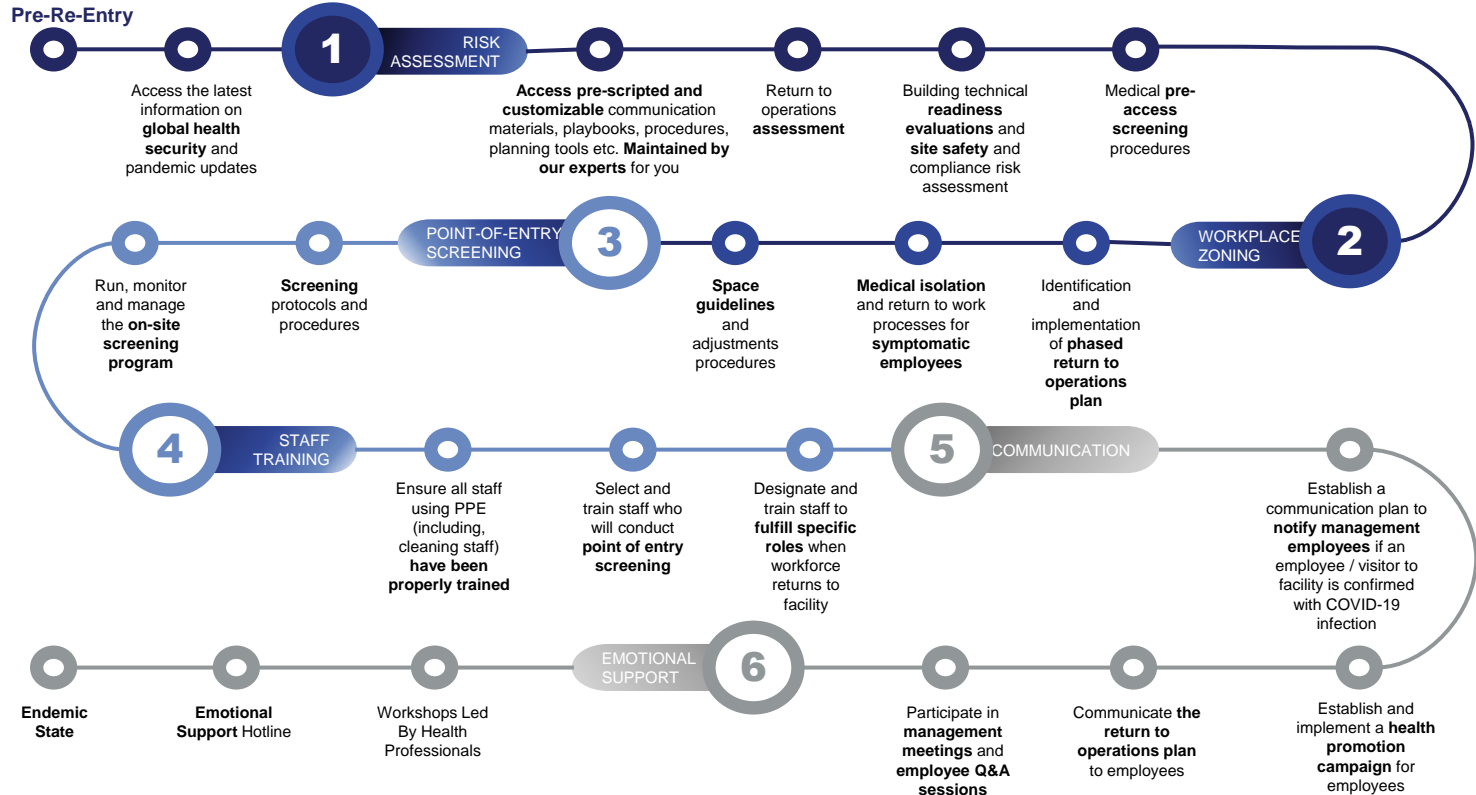 Pre-Re-Entry
Access the latest
information on
global health
security and
pandemic updates
1
RISK
ASSESSMENT
Access pre-scripted and
customizable communication
materials, playbooks, procedures,
planning tools etc. Maintained by
our experts for you
Return to
operations
assessment
Building technical
readiness
evaluations and
site safety and
compliance risk
assessment
Medical pre-
access
screening
procedures
2
WORKPLACE
ZONING
Identification
and
implementation
of phased
return to
operations
plan
Medical isolation
and return to work
processes for
symptomatic
employees
Space
guidelines
and
adjustments
procedures
3
POINT-OF-ENTRY
SCREENING
Screening
protocols and
procedures
Run, monitor
and manage
the on-site
screening
program
4
STAFF
TRAINING
Ensure all staff
using PPE
(including,
cleaning staff)
have been
properly trained
Select and
train staff who
will conduct
point of entry
screening
Designate and
train staff to
fulfill specific
roles when
workforce
returns to
facility
5
COMMUNICATION
Establish a
communication plan to
notify management
employees if an
employee / visitor to
facility is confirmed
with COVID-19
infection
Establish and
implement a health
promotion
campaign for
employees
Communicate the
return to
operations plan
to employees
Participate in
management
meetings and
employee Q&A
sessions
6
EMOTIONAL
SUPPORT
Workshops Led
By Health
Professionals
Emotional
Support Hotline
Endemic
State